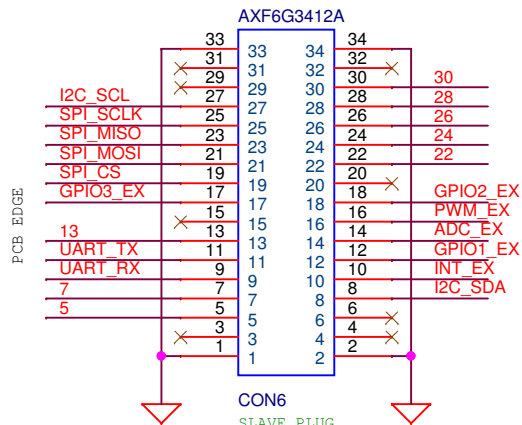 AXF6G3412A
33 33 34 34
31 31 32 32
29 29 30 30 30
I2C_SCL 27 27 28 28 28
SPI_SCLK 25 25 26 26 26
SPI_MISO 23 23 24 24 24
SPI_MOSI 21 21 22 22 22
SPI_CS 19 19 20 20
GPIO3_EX 17 17 18 18 GPIO2_EX
15 15 16 16 PWM_EX
13 13 13 14 14 ADC_EX
UART_TX 11 11 12 12 GPIO1_EX
UART_RX 9 9 10 10 INT_EX
7 7 7 8 8 I2C_SDA
5 5 5 6 6
3 3 4 4
1 1 2 2
PCB EDGE
CON6
SLAVE PLUG